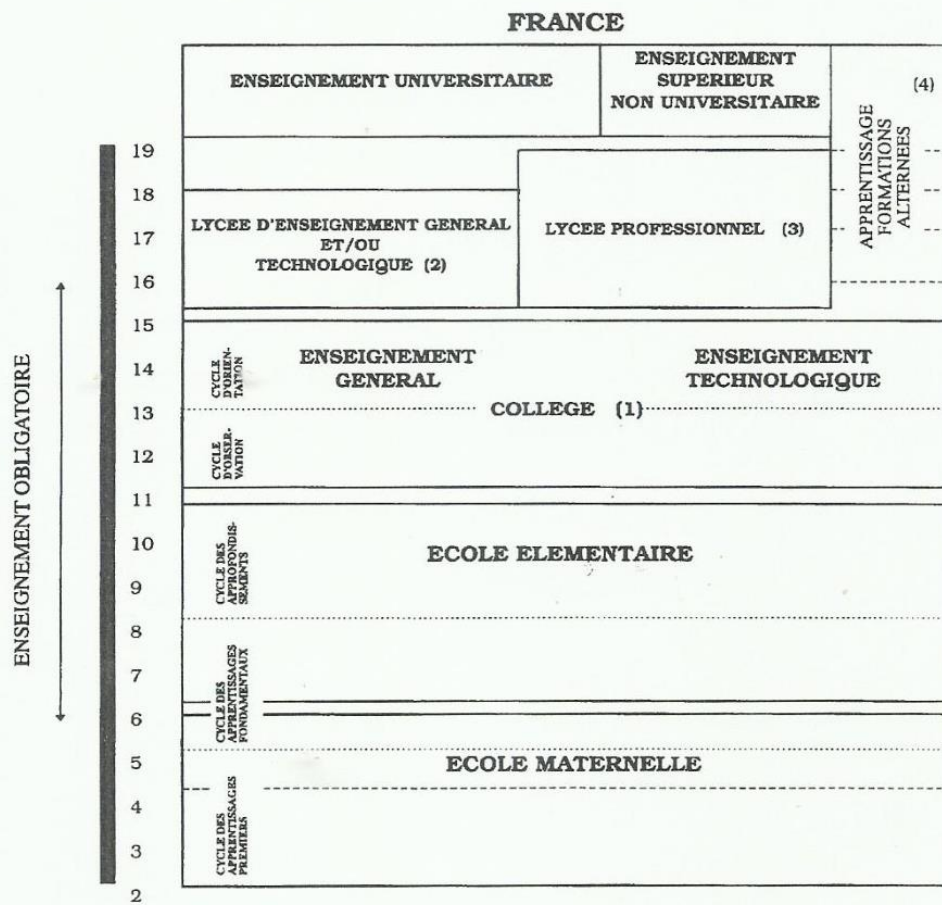 FRANCE
ENSEIGNEMENT UNIVERSITAIRE
ENSEIGNEMENT
SUPERIEUR
NON UNIVERSITAIRE
(4)
APPRENTISSAGE
FORMATIONS
ALTERNEES
19
18
17
16
15
14
13
12
11
10
9
8
7
6
5
4
3
2
ENSEIGNEMENT OBLIGATOIRE
LYCEE D'ENSEIGNEMENT GENERAL
ET/OU
TECHNOLOGIQUE (2)
LYCEE PROFESSIONNEL (3)
CYCLE
D'ORIEN-
TATION
ENSEIGNEMENT
GENERAL
ENSEIGNEMENT
TECHNOLOGIQUE
COLLEGE (1)
CYCLE
D'OBSER-
VATION
CYCLE DES
APPROFONDIS-
SEMENTS
ECOLE ELEMENTAIRE
CYCLE DES
APPRENTISSAGES
FONDAMENTAUX
ECOLE MATERNELLE
CYCLE DES
APPRENTISSAGES
PREMIERS